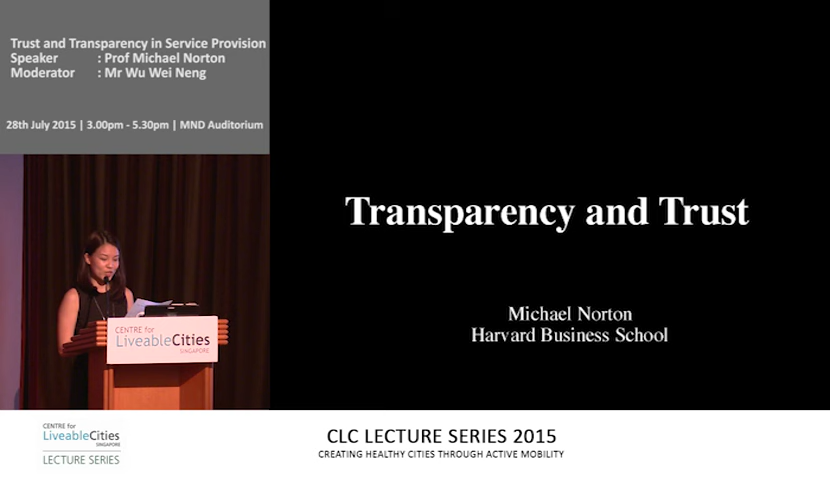 Trust and Transparency in Service Provision
Speaker : Prof Michael Norton
Moderator : Mr Wu Wei Neng
28th July 2015 | 3.00pm - 5.30pm | MND Auditorium
Transparency and Trust
Michael Norton
Harvard Business School
CENTRE for
LiveableCities
SINGAPORE
CENTRE for
LiveableCities
SINGAPORE
LECTURE SERIES
CLC LECTURE SERIES 2015
CREATING HEALTHY CITIES THROUGH ACTIVE MOBILITY